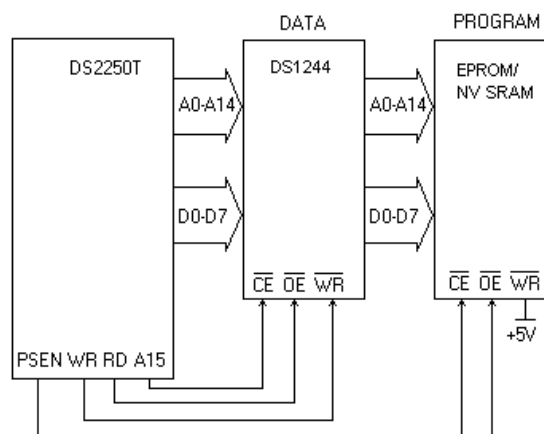 DATA
PROGRAM
DS2250T
DS1244
EPROM/
NV SRAM
A0-A14
A0-A14
D0-D7
D0-D7
CE OE WR
CE OE WR
+5V
PSEN WR RD A15